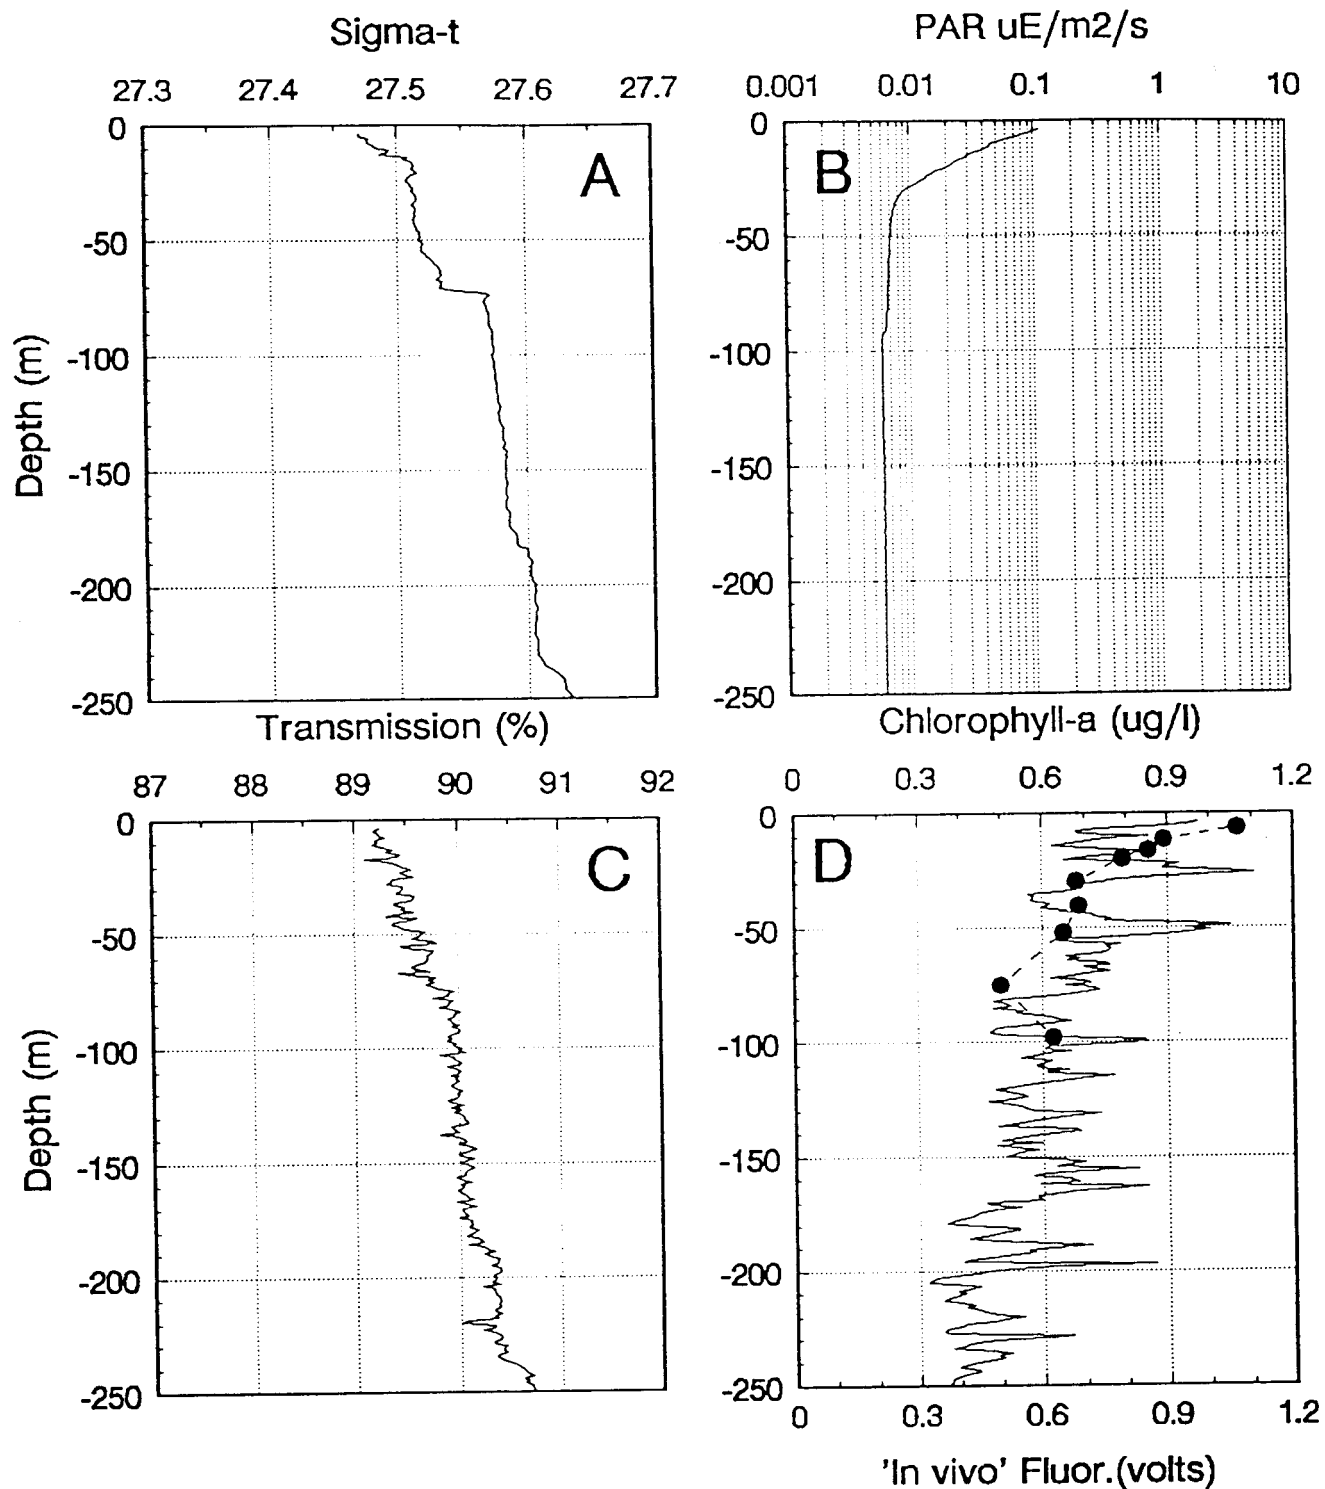 Sigma-t
27.3 27.4 27.5 27.6 27.7
0
-50
-100
-150
-200
-250
Depth (m)
A
PAR uE/m2/s
0.001 0.01 0.1 1 10
0
-50
-100
-150
-200
-250
B
Transmission (%)
87 88 89 90 91 92
0
-50
-100
-150
-200
-250
Depth (m)
C
Chlorophyll-a (ug/l)
0 0.3 0.6 0.9 1.2
0
-50
-100
-150
-200
-250
D
0 0.3 0.6 0.9 1.2
'In vivo' Fluor.(volts)